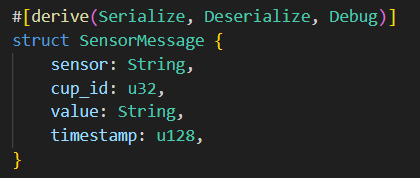 #[derive(Serialize, Deserialize, Debug)]
struct SensorMessage {
    sensor: String,
    cup_id: u32,
    value: String,
    timestamp: u128,
}